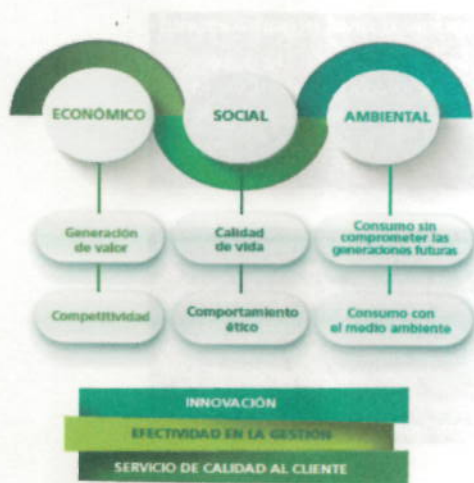 ECONÓMICO
SOCIAL
AMBIENTAL
Generación
de valor
Calidad
de vida
Consumo sin
comprometer las
generaciones futuras
Competitividad
Comportamiento
ético
Consumo con
el medio ambiente
INNOVACIÓN
EFECTIVIDAD EN LA GESTIÓN
SERVICIO DE CALIDAD AL CLIENTE